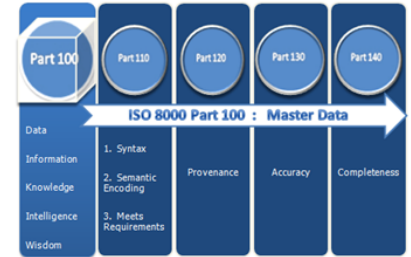 Part 100
Part 110
Part 120
Part 130
Part 140
ISO 8000 Part 100 : Master Data
Data
Information
Knowledge
Intelligence
Wisdom
1. Syntax
2. Semantic
Encoding
3. Meets
Requirements
Provenance
Accuracy
Completeness